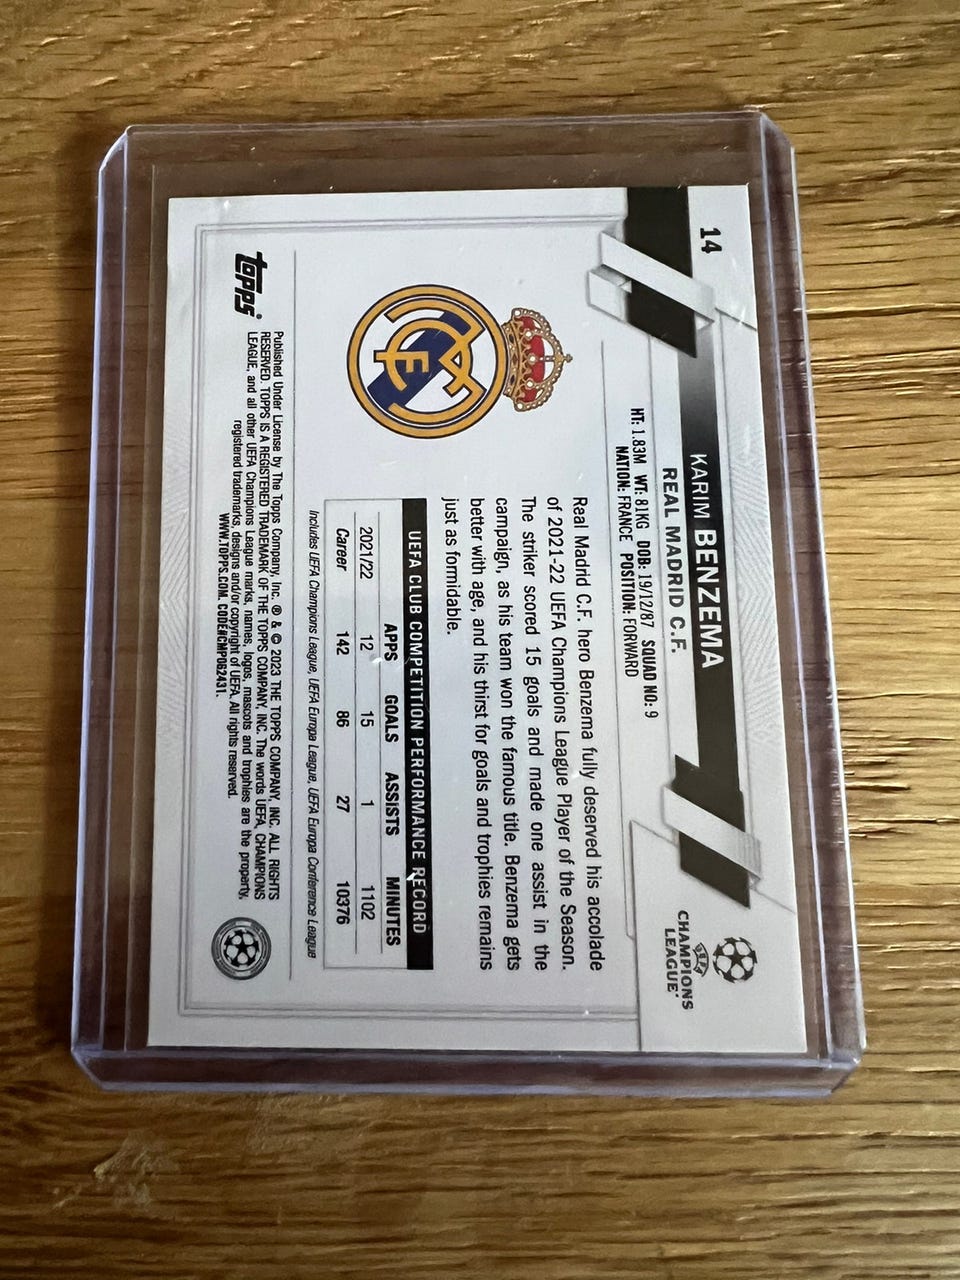 14
KARIM BENZEMA
REAL MADRID C.F.
HT: 1.83M WT: 81KG DOB: 19/12/87 SQUAD NO: 9
NATION: FRANCE POSITION: FORWARD
CHAMPIONS
LEAGUE
Real Madrid C.F. hero Benzema fully deserved his accolade
of 2021-22 UEFA Champions League Player of the Season.
The striker scored 15 goals and made one assist in the
campaign, as his team won the famous title. Benzema gets
better with age, and his thirst for goals and trophies remains
just as formidable.
UEFA CLUB COMPETITION PERFORMANCE RECORD
APPS GOALS ASSISTS MINUTES
2021/22 12 15 1 1102
Career 142 86 27 10376
Includes UEFA Champions League, UEFA Europa League, UEFA Europa Conference League
topps
Published Under License by The Topps Company, Inc. ® & © 2023 THE TOPPS COMPANY, INC. ALL RIGHTS
RESERVED. TOPPS IS A REGISTERED TRADEMARK OF THE TOPPS COMPANY, INC. The words UEFA, CHAMPIONS
LEAGUE, and all other UEFA Champions League marks, names, logos, mascots and trophies are the property,
registered trademarks, designs and/or copyright of UEFA. All rights reserved.
WWW.TOPPS.COM. CODE#CMP062431.